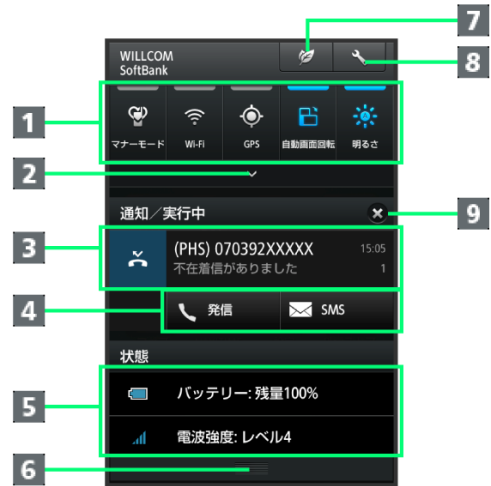 7
8
WILLCOM
SoftBank
1
マナーモード Wi-Fi GPS 自動画面回転 明るさ
2
通知／実行中
9
3
(PHS) 070392XXXXX 15:05
不在着信がありました 1
4
発信 SMS
状態
5
バッテリー: 残量100%
電波強度: レベル4
6